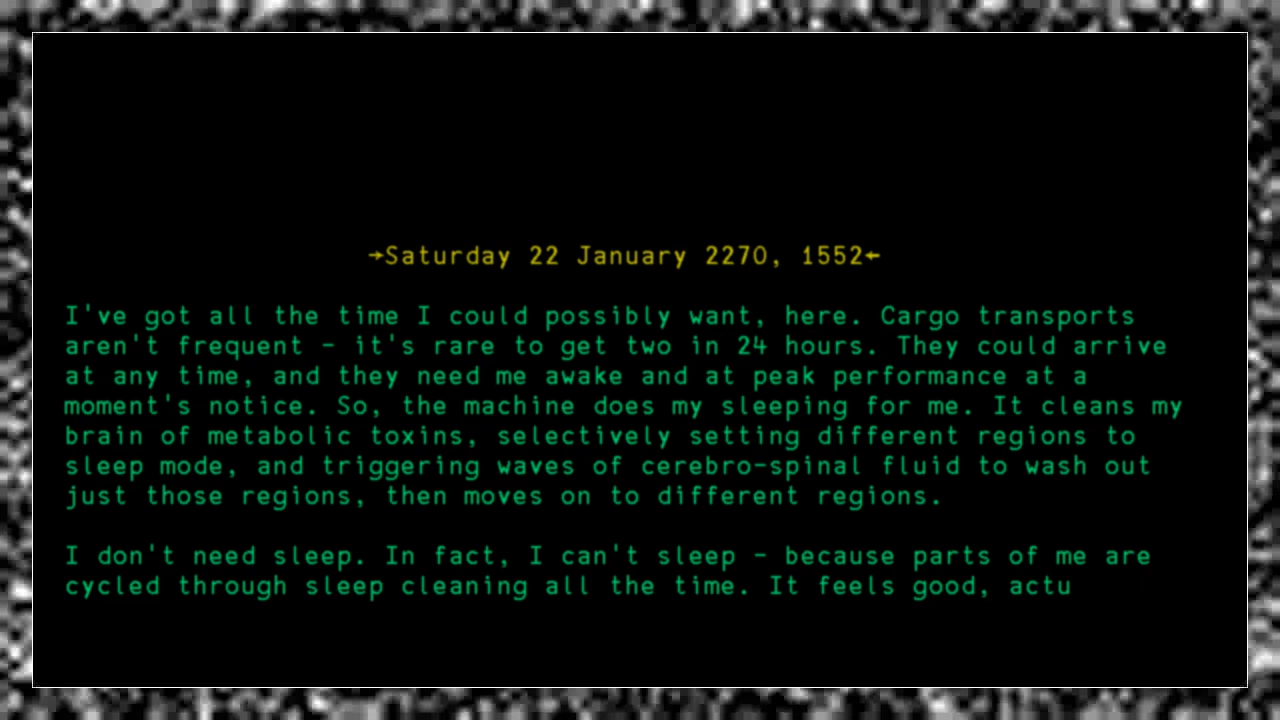 →Saturday 22 January 2270, 1552←
I've got all the time I could possibly want, here. Cargo transports
aren't frequent - it's rare to get two in 24 hours. They could arrive
at any time, and they need me awake and at peak performance at a
moment's notice. So, the machine does my sleeping for me. It cleans my
brain of metabolic toxins, selectively setting different regions to
sleep mode, and triggering waves of cerebro-spinal fluid to wash out
just those regions, then moves on to different regions.
I don't need sleep. In fact, I can't sleep - because parts of me are
cycled through sleep cleaning all the time. It feels good, actu